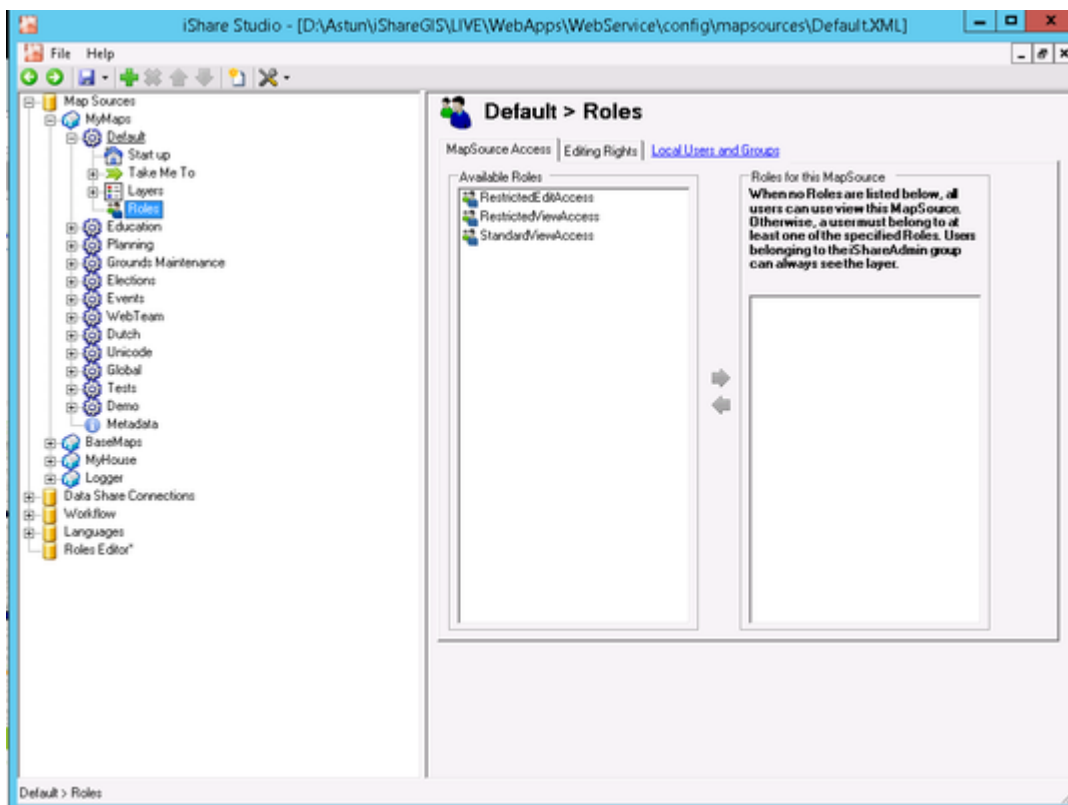 iShare Studio - [D:\Astun\iShareGIS\LIVE\WebApps\WebService\config\mapsources\Default.XML]
File Help
Map Sources
MyMaps
Default
Start up
Take Me To
Layers
Roles
Education
Planning
Grounds Maintenance
Elections
Events
WebTeam
Dutch
Unicode
Global
Tests
Demo
Metadata
BaseMaps
MyHouse
Logger
Data Share Connections
Workflow
Languages
Roles Editor*
Default > Roles
MapSource Access Editing Rights Local Users and Groups
Available Roles
RestrictedEditAccess
RestrictedViewAccess
StandardViewAccess
Roles for this MapSource
When no Roles are listed below, all
users can use view this MapSource.
Otherwise, a user must belong to at
least one of the specified Roles. Users
belonging to the iShareAdmin group
can always see the layer.
Default > Roles